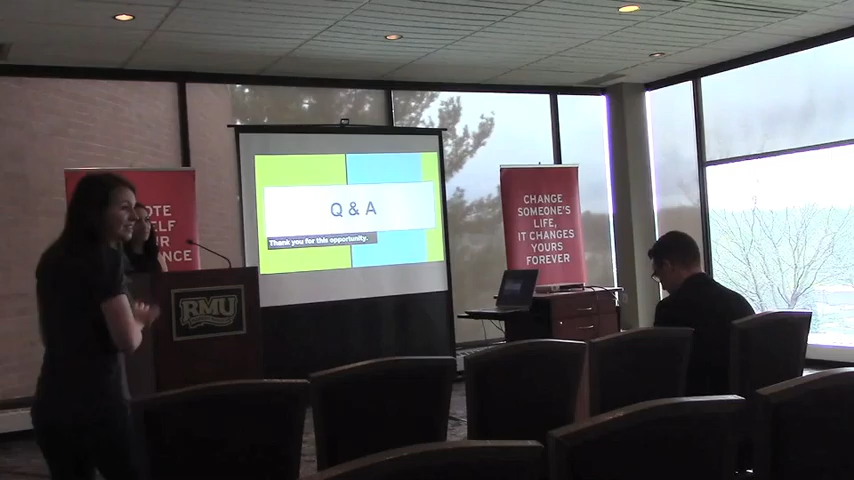 Q & A
Thank you for this opportunity.
CHANGE
SOMEONE'S
LIFE,
IT CHANGES
YOURS
FOREVER
RMU